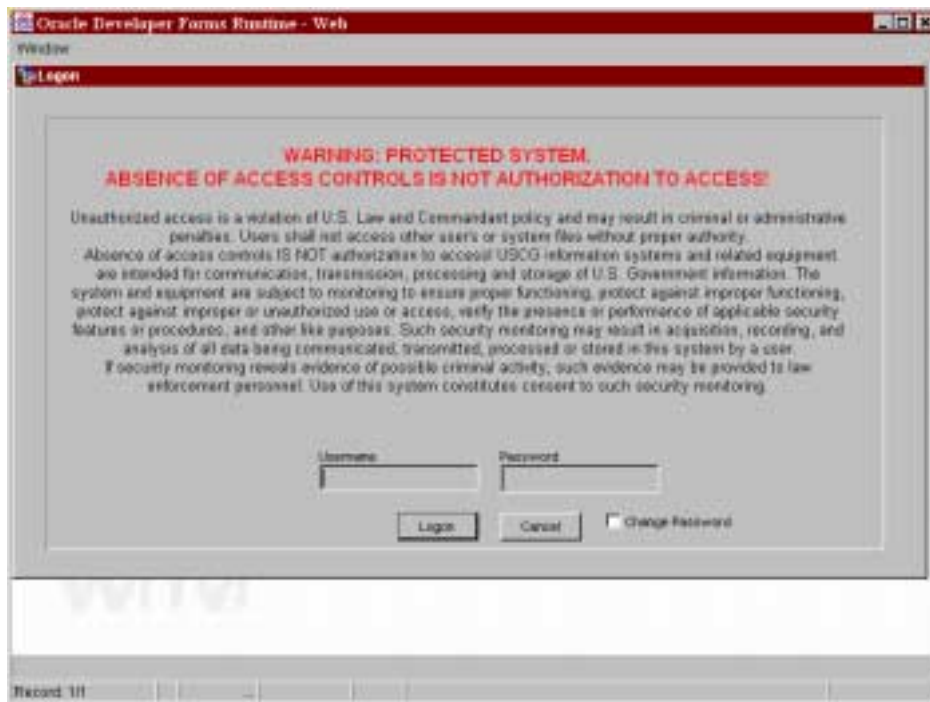 Oracle Developer Forms Runtime - Web
Window
Logon
WARNING: PROTECTED SYSTEM.
ABSENCE OF ACCESS CONTROLS IS NOT AUTHORIZATION TO ACCESS!
Unauthorized access is a violation of U.S. Law and Commandant policy and may result in criminal or administrative
penalties. Users shall not access other user's or system files without proper authority.
Absence of access controls IS NOT authorization to access! USCG information systems and related equipment
are intended for communication, transmission, processing and storage of U.S. Government information. The
system and equipment are subject to monitoring to ensure proper functioning, protect against improper functioning,
protect against improper or unauthorized use or access, verify the presence or performance of applicable security
features or procedures, and other like purposes. Such security monitoring may result in acquisition, recording, and
analysis of all data being communicated, transmitted, processed or stored in this system by a user.
If security monitoring reveals evidence of possible criminal activity, such evidence may be provided to law
enforcement personnel. Use of this system constitutes consent to such security monitoring.
Username Password
Logon Cancel Change Password
Record: 1/1